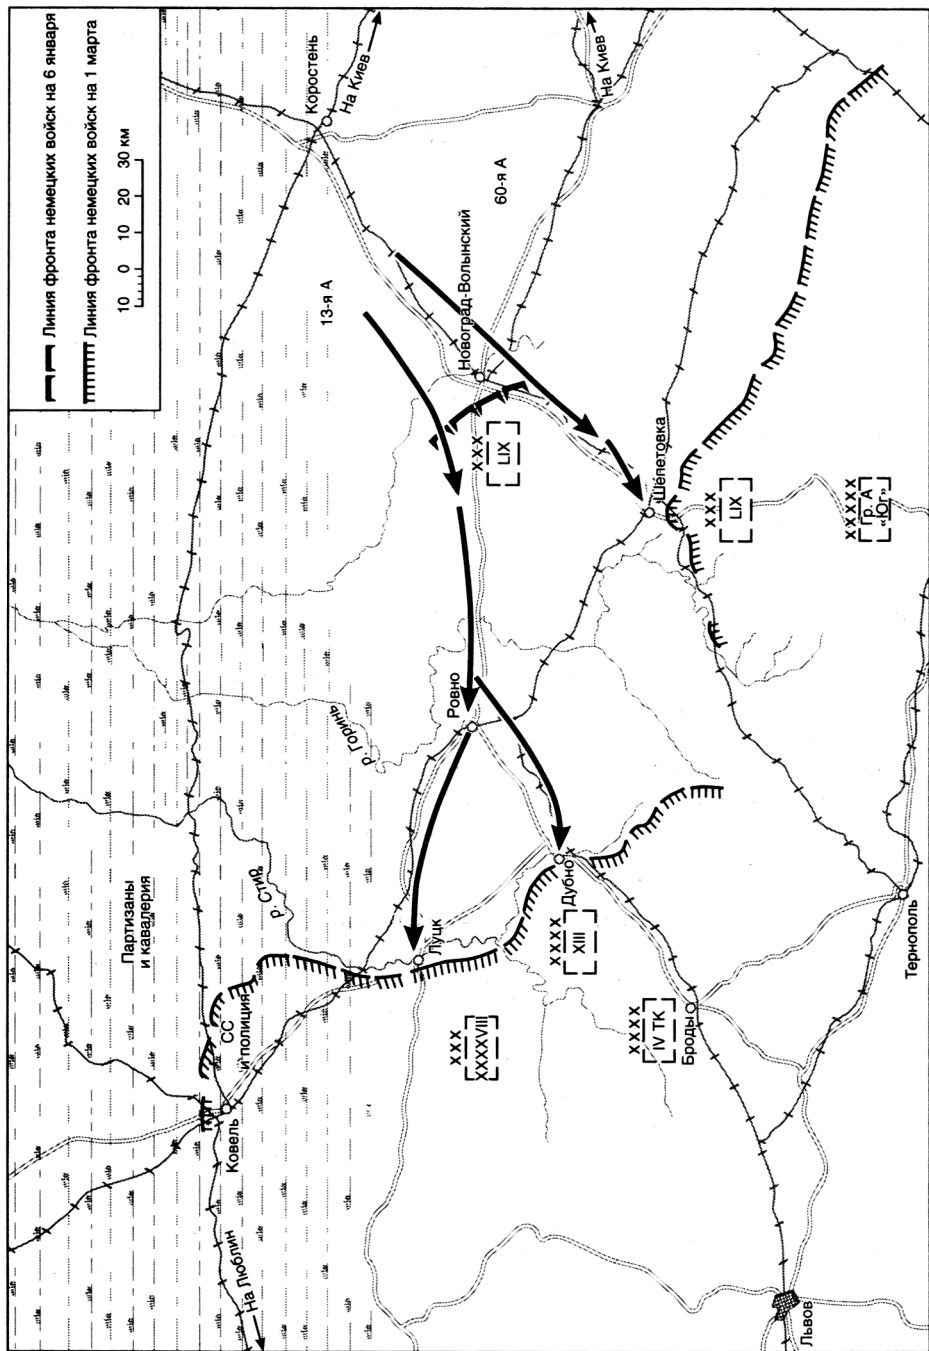 Линия фронта немецких войск на 6 января
Линия фронта немецких войск на 1 марта
10 0 10 20 30 км
Коростень
На Киев
На Киев
13-я А
60-я А
Новоград-Волынский
X X X
LIX
Шепетовка
X X X
LIX
X X X X X
Гр. А
«Юг»
Ровно
р. Горинь
р. Стир
Партизаны
и кавалерия
СС
и полиция
Луцк
Дубно
X X X X
XIII
X X X
XXXXVIII
X X X X
IV ТК
Броды
Тернополь
Ковель
На Люблин
Львов